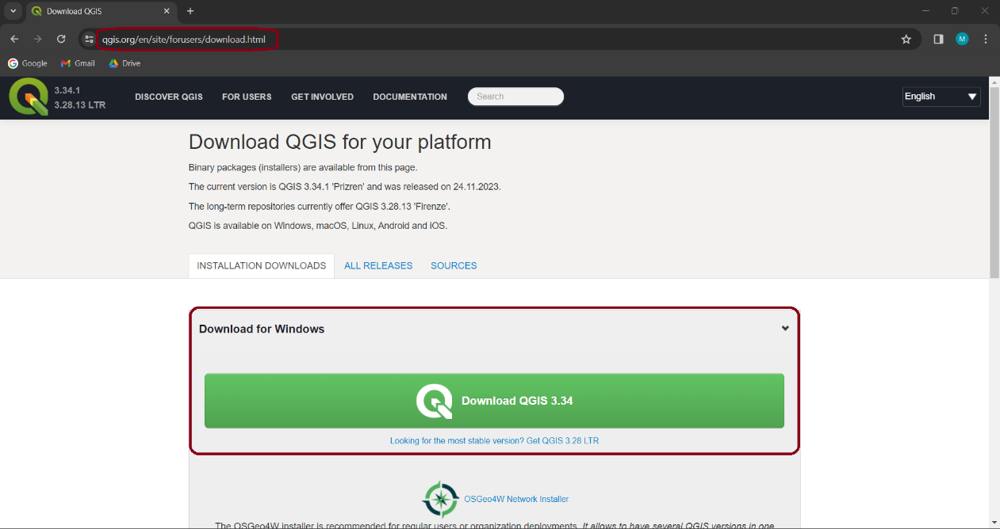 Download QGIS
qgis.org/en/site/forusers/download.html
M
Google
Gmail
Drive
3.34.1
3.28.13 LTR
DISCOVER QGIS
FOR USERS
GET INVOLVED
DOCUMENTATION
Search
English
Download QGIS for your platform
Binary packages (installers) are available from this page.
The current version is QGIS 3.34.1 'Prizren' and was released on 24.11.2023.
The long-term repositories currently offer QGIS 3.28.13 'Firenze'.
QGIS is available on Windows, macOS, Linux, Android and iOS.
INSTALLATION DOWNLOADS
ALL RELEASES
SOURCES
Download for Windows
Download QGIS 3.34
Looking for the most stable version? Get QGIS 3.28 LTR
OSGeo4W Network Installer
The OSGeo4W installer is recommended for regular users or organization deployments. It allows to have several QGIS versions in one